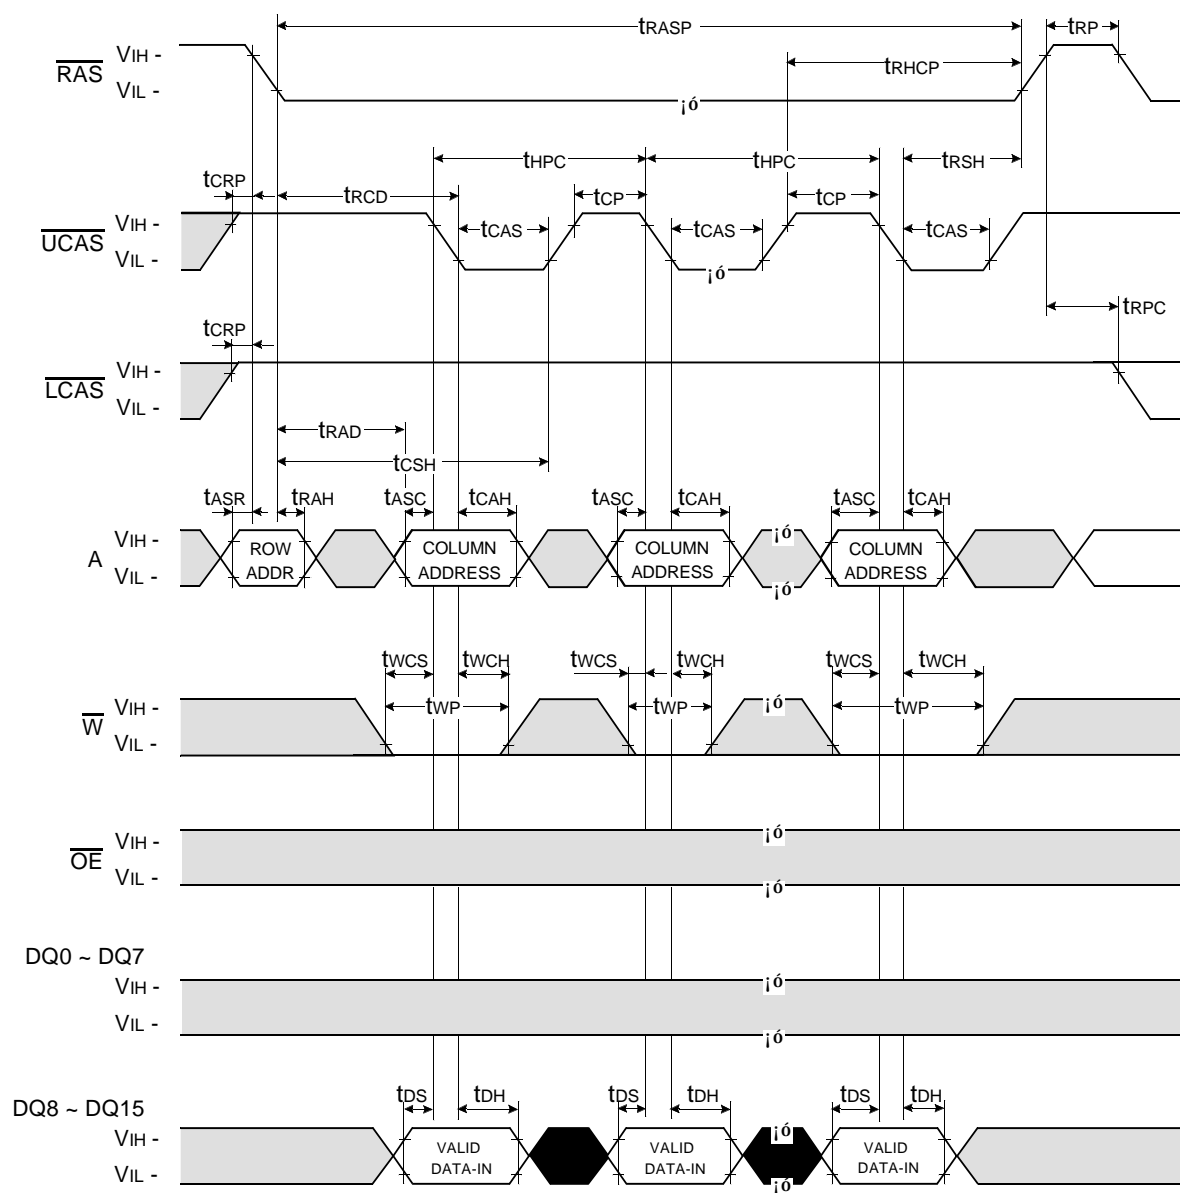 tRASP
tRP
RAS
VIH -
VIL -
tRHCP
¡ó
tHPC
tHPC
tRSH
tCRP
tRCD
tCP
tCP
UCAS
VIH -
VIL -
tCAS
tCAS
tCAS
¡ó
tRPC
tCRP
LCAS
VIH -
VIL -
tRAD
tCSH
tASR
tRAH
tASC
tCAH
tASC
tCAH
tASC
tCAH
A
VIH -
VIL -
ROW
ADDR
COLUMN
ADDRESS
COLUMN
ADDRESS
¡ó
¡ó
COLUMN
ADDRESS
tWCS
tWCH
tWCS
tWCH
tWCS
tWCH
W
VIH -
VIL -
tWP
tWP
¡ó
tWP
OE
VIH -
VIL -
¡ó
¡ó
DQ0 ~ DQ7
VIH -
VIL -
¡ó
¡ó
tDS
tDH
tDS
tDH
tDS
tDH
DQ8 ~ DQ15
VIH -
VIL -
VALID
DATA-IN
VALID
DATA-IN
¡ó
¡ó
VALID
DATA-IN